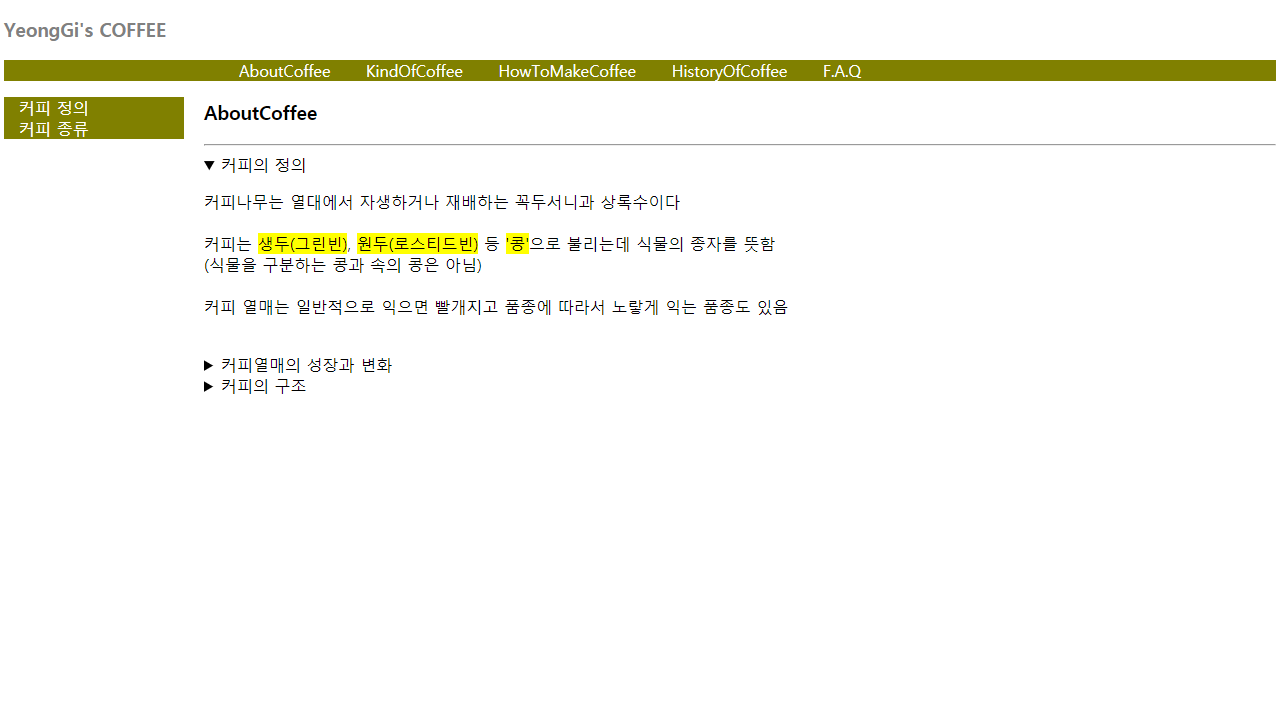 YeongGi's COFFEE
AboutCoffee KindOfCoffee HowToMakeCoffee HistoryOfCoffee F.A.Q
커피 정의
커피 종류
AboutCoffee
▼ 커피의 정의
커피나무는 열대에서 자생하거나 재배하는 꼭두서니과 상록수이다
커피는 생두(그린빈), 원두(로스티드빈) 등 '콩'으로 불리는데 식물의 종자를 뜻함
(식물을 구분하는 콩과 속의 콩은 아님)
커피 열매는 일반적으로 익으면 빨개지고 품종에 따라서 노랗게 익는 품종도 있음
▶ 커피열매의 성장과 변화
▶ 커피의 구조